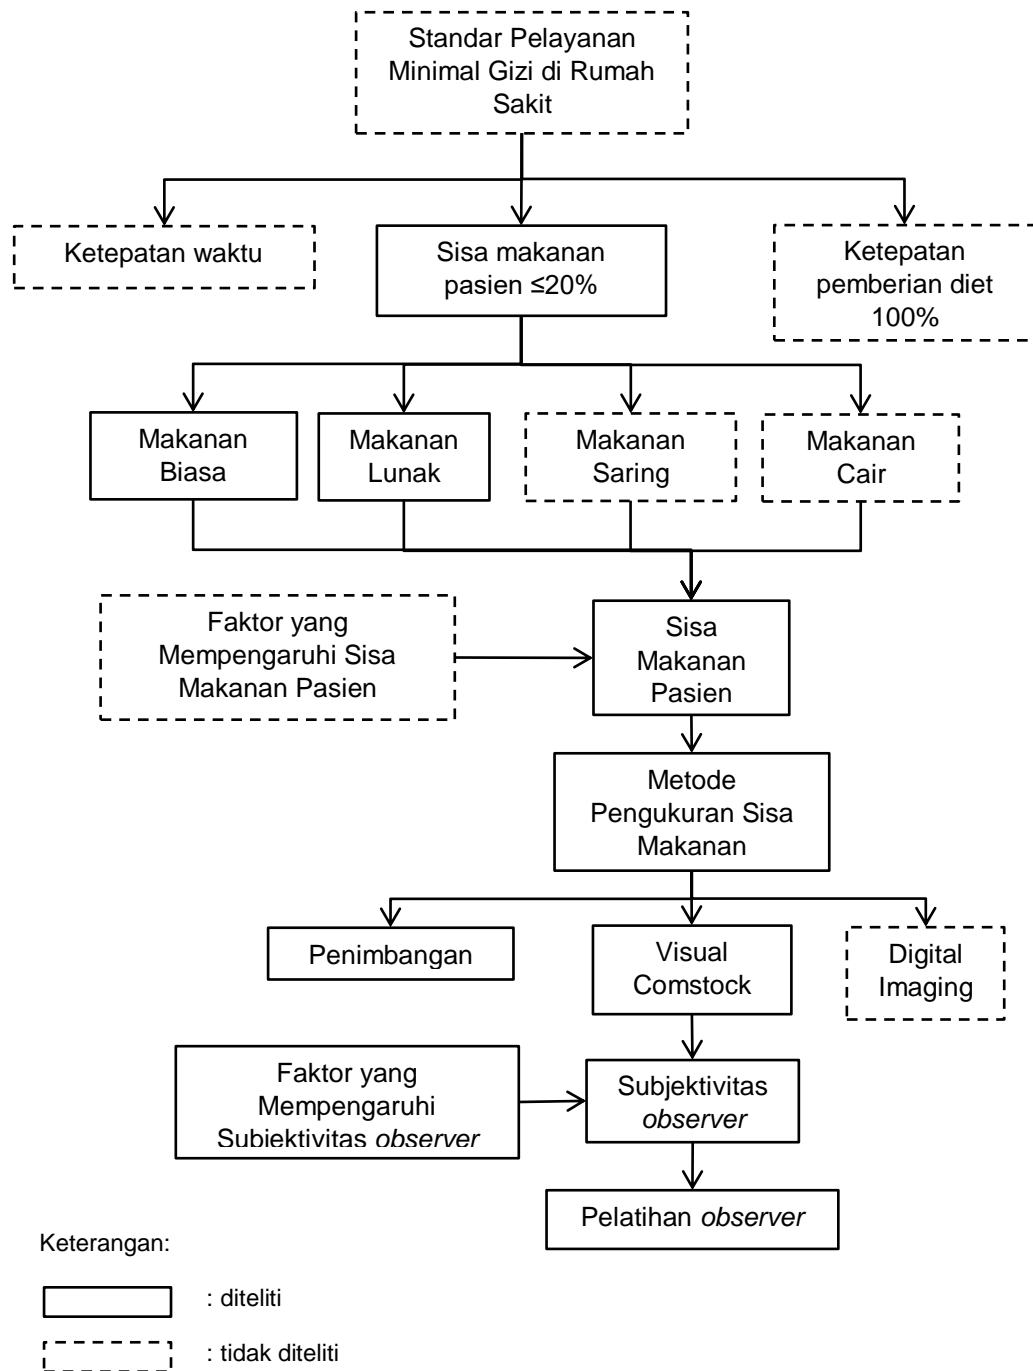 Standar Pelayanan
Minimal Gizi di Rumah
Sakit
Ketepatan waktu
Sisa makanan
pasien ≤20%
Ketepatan
pemberian diet
100%
Makanan
Biasa
Makanan
Lunak
Makanan
Saring
Makanan
Cair
Faktor yang
Mempengaruhi Sisa
Makanan Pasien
Sisa
Makanan
Pasien
Metode
Pengukuran Sisa
Makanan
Penimbangan
Visual
Comstock
Digital
Imaging
Faktor yang
Mempengaruhi
Subjektivitas observer
Subjektivitas
observer
Pelatihan observer
Keterangan:
: diteliti
: tidak diteliti